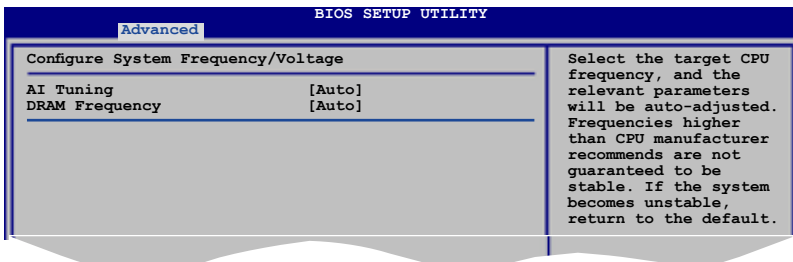 BIOS SETUP UTILITY
Advanced
Configure System Frequency/Voltage
AI Tuning [Auto]
DRAM Frequency [Auto]
Select the target CPU
frequency, and the
relevant parameters
will be auto-adjusted.
Frequencies higher
than CPU manufacturer
recommends are not
guaranteed to be
stable. If the system
becomes unstable,
return to the default.